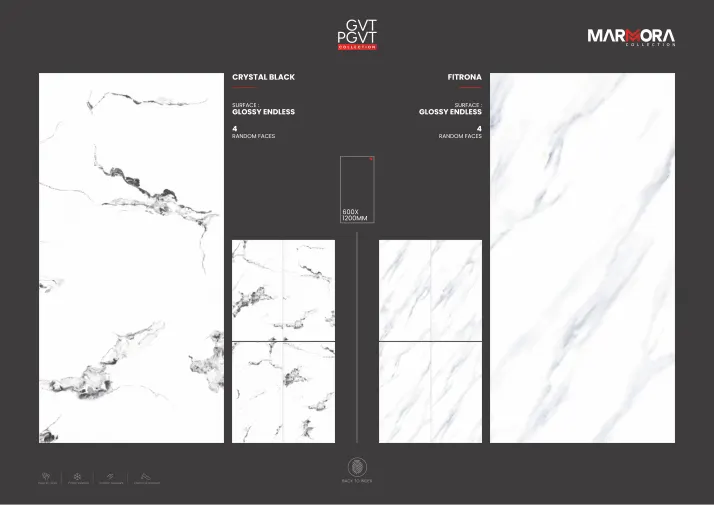 GVT
PGVT
COLLECTION
MARMORA
COLLECTION
CRYSTAL BLACK
SURFACE :
GLOSSY ENDLESS
4
RANDOM FACES
FITRONA
SURFACE :
GLOSSY ENDLESS
4
RANDOM FACES
600X
1200MM
BACK TO INDEX